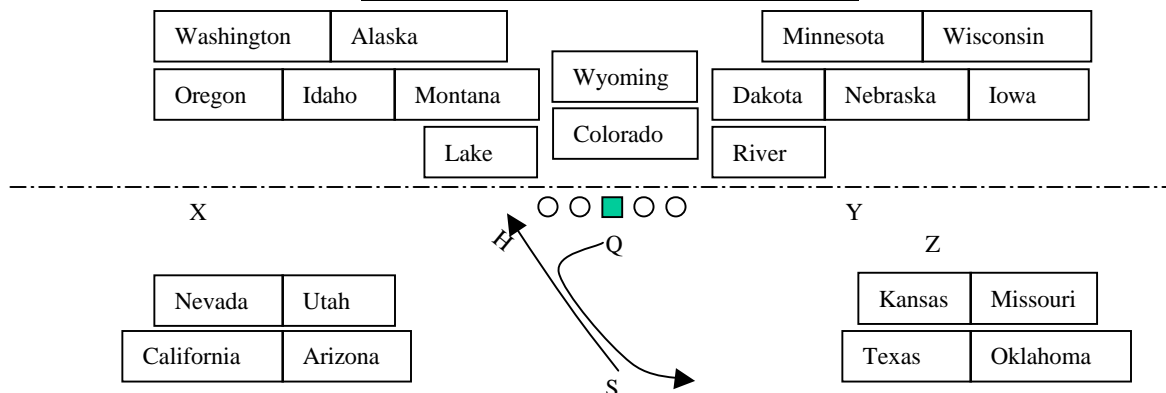 Washington Alaska Minnesota Wisconsin
Wyoming
Oregon Idaho Montana Dakota Nebraska Iowa
Colorado
Lake River
X Y
H Q Z
Nevada Utah Kansas Missouri
California Arizona Texas Oklahoma
S